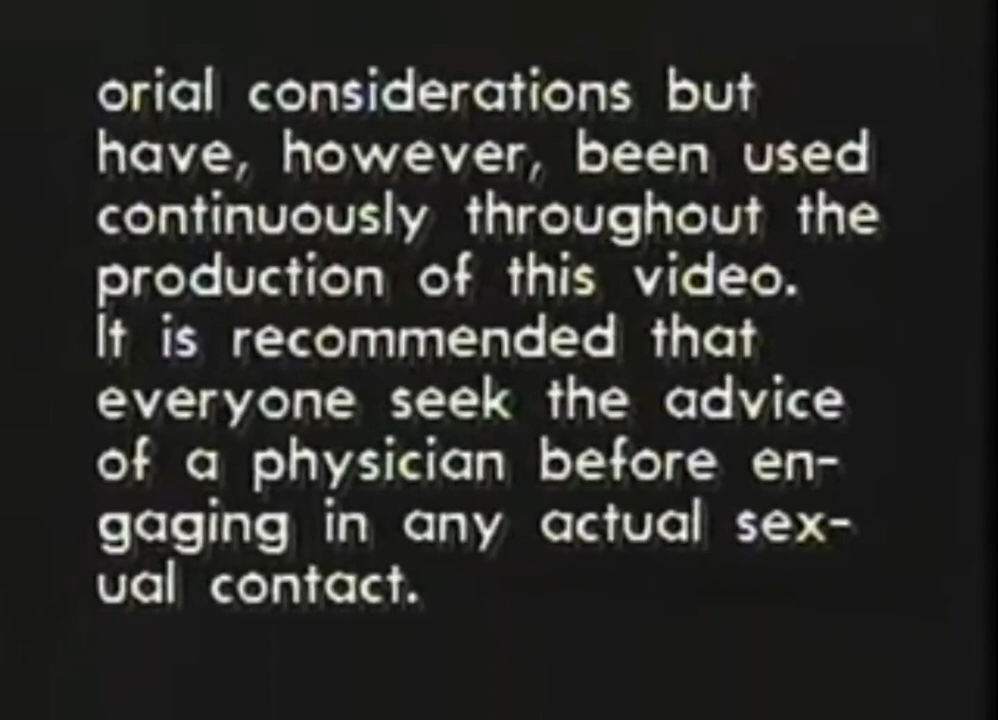 orial considerations but
have, however, been used
continuously throughout the
production of this video.
It is recommended that
everyone seek the advice
of a physician before en-
gaging in any actual sex-
ual contact.